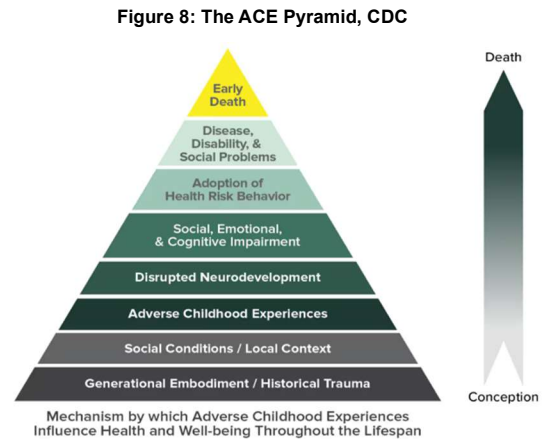 Figure 8: The ACE Pyramid, CDC
Death
Early
Death
Disease,
Disability, &
Social Problems
Adoption of
Health Risk Behavior
Social, Emotional,
& Cognitive Impairment
Disrupted Neurodevelopment
Adverse Childhood Experiences
Social Conditions / Local Context
Generational Embodiment / Historical Trauma
Conception
Mechanism by which Adverse Childhood Experiences
Influence Health and Well-being Throughout the Lifespan